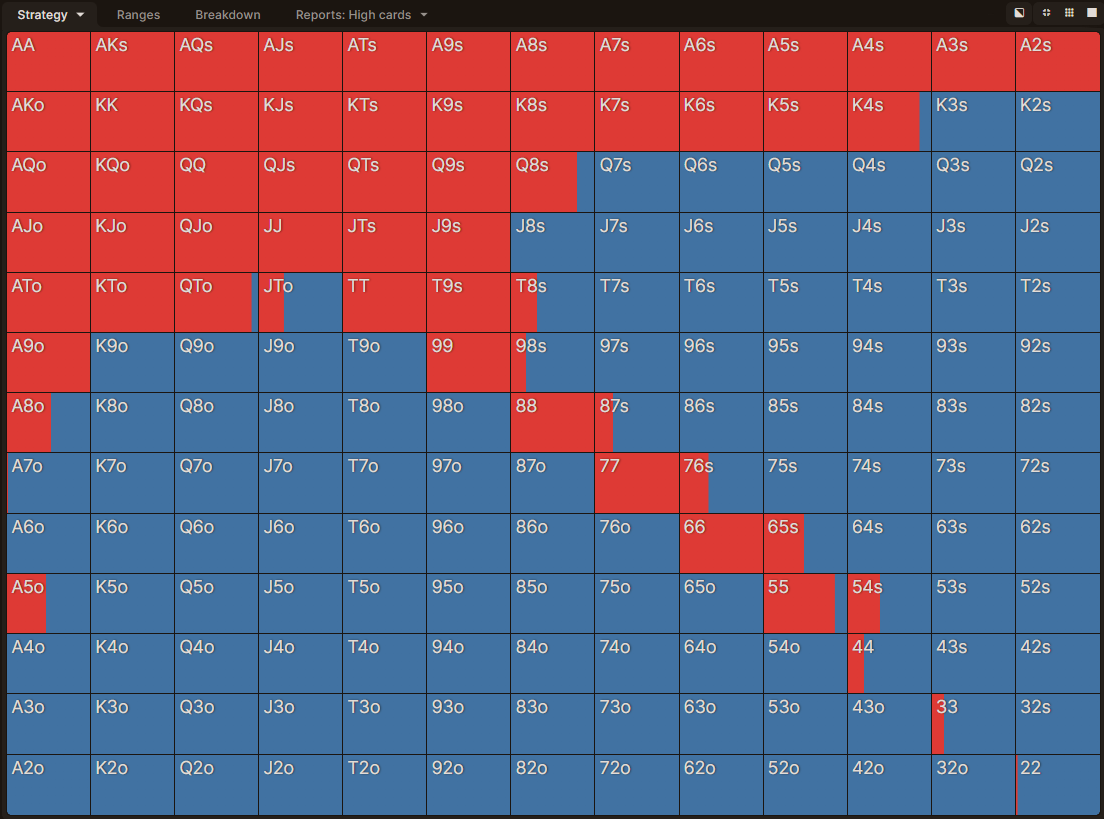 Strategy Ranges Breakdown Reports: High cards
AA AKs AQs AJs ATs A9s A8s A7s A6s A5s A4s A3s A2s
AKo KK KQs KJs KTs K9s K8s K7s K6s K5s K4s K3s K2s
AQo KQo QQ QJs QTs Q9s Q8s Q7s Q6s Q5s Q4s Q3s Q2s
AJo KJo QJo JJ JTs J9s J8s J7s J6s J5s J4s J3s J2s
ATo KTo QTo JTo TT T9s T8s T7s T6s T5s T4s T3s T2s
A9o K9o Q9o J9o T9o 99 98s 97s 96s 95s 94s 93s 92s
A8o K8o Q8o J8o T8o 98o 88 87s 86s 85s 84s 83s 82s
A7o K7o Q7o J7o T7o 97o 87o 77 76s 75s 74s 73s 72s
A6o K6o Q6o J6o T6o 96o 86o 76o 66 65s 64s 63s 62s
A5o K5o Q5o J5o T5o 95o 85o 75o 65o 55 54s 53s 52s
A4o K4o Q4o J4o T4o 94o 84o 74o 64o 54o 44 43s 42s
A3o K3o Q3o J3o T3o 93o 83o 73o 63o 53o 43o 33 32s
A2o K2o Q2o J2o T2o 92o 82o 72o 62o 52o 42o 32o 22